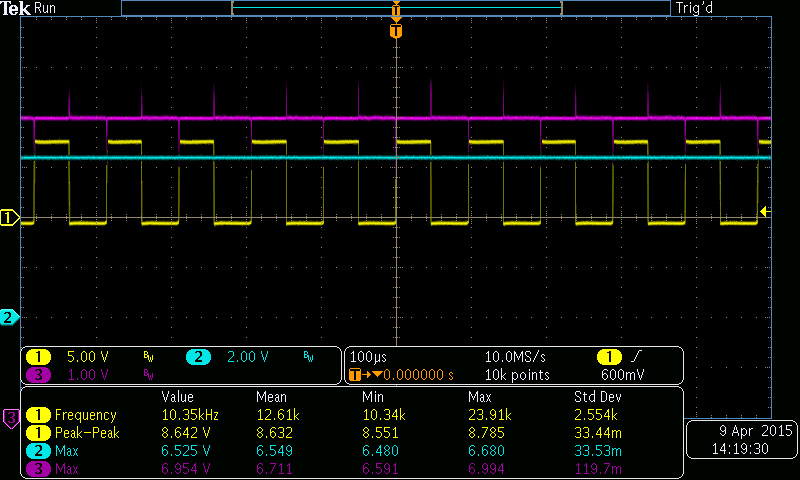 Tek Run Trig'd
T
T
1
2
1 5.00 V BW 2 2.00 V BW
3 1.00 V BW
100µs 10.0MS/s 1
T 0.000000 s 10k points 600mV
Value Mean Min Max Std Dev
1 Frequency 10.35kHz 12.61k 10.34k 23.91k 2.554k
1 Peak-Peak 8.642 V 8.632 8.551 8.785 33.44m
2 Max 6.525 V 6.549 6.480 6.680 33.53m
3 Max 6.954 V 6.711 6.591 6.994 119.7m
3
9 Apr 2015
14:19:30